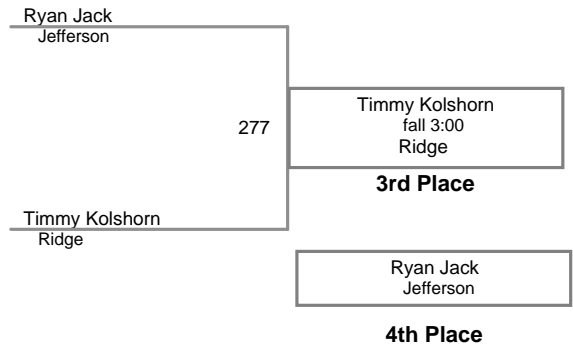 Ryan Jack
Jefferson
277
Timmy Kolshorn
fall 3:00
Ridge
3rd Place
Timmy Kolshorn
Ridge
Ryan Jack
Jefferson
4th Place